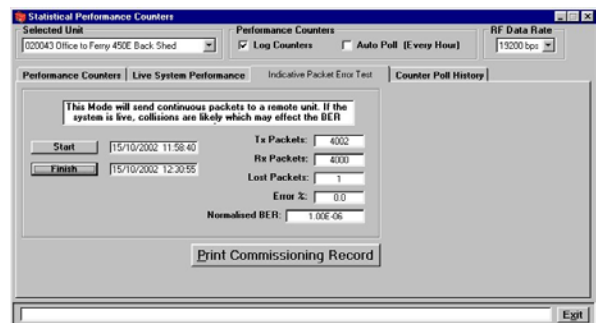 Statistical Performance Counters
Selected Unit
020043 Office to Ferny 450E Back Shed
Performance Counters
Log Counters
Auto Poll (Every Hour)
RF Data Rate
19200 bps
Performance Counters
Live System Performance
Indicative Packet Error Test
Counter Poll History
This Mode will send continuous packets to a remote unit. If the
system is live, collisions are likely which may effect the BER
Start
15/10/2002 11:58:40
Finish
15/10/2002 12:30:55
Tx Packets: 4002
Rx Packets: 4000
Lost Packets: 1
Error %: 0.0
Normalised BER: 1.00E-06
Print Commissioning Record
Exit